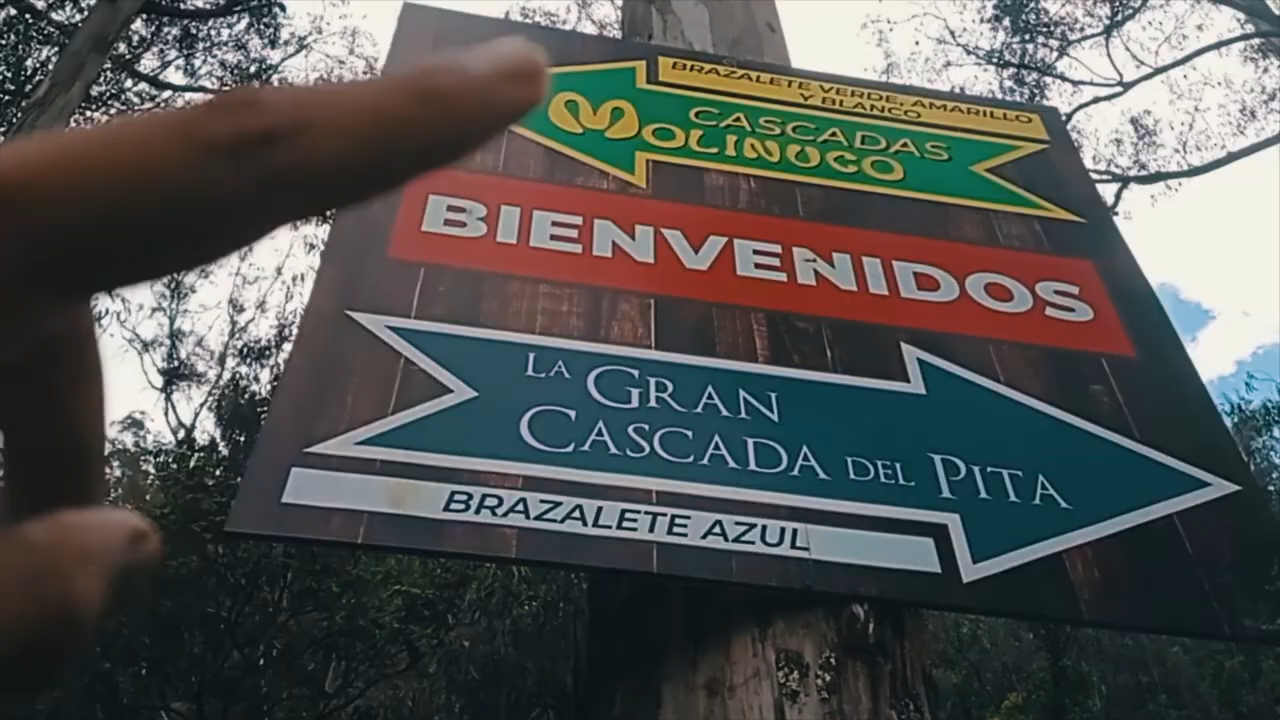 BRAZALETE VERDE, AMARILLO
Y BLANCO
CASCADAS
MOLINUCO
BIENVENIDOS
LA GRAN
CASCADA DEL PITA
BRAZALETE AZUL